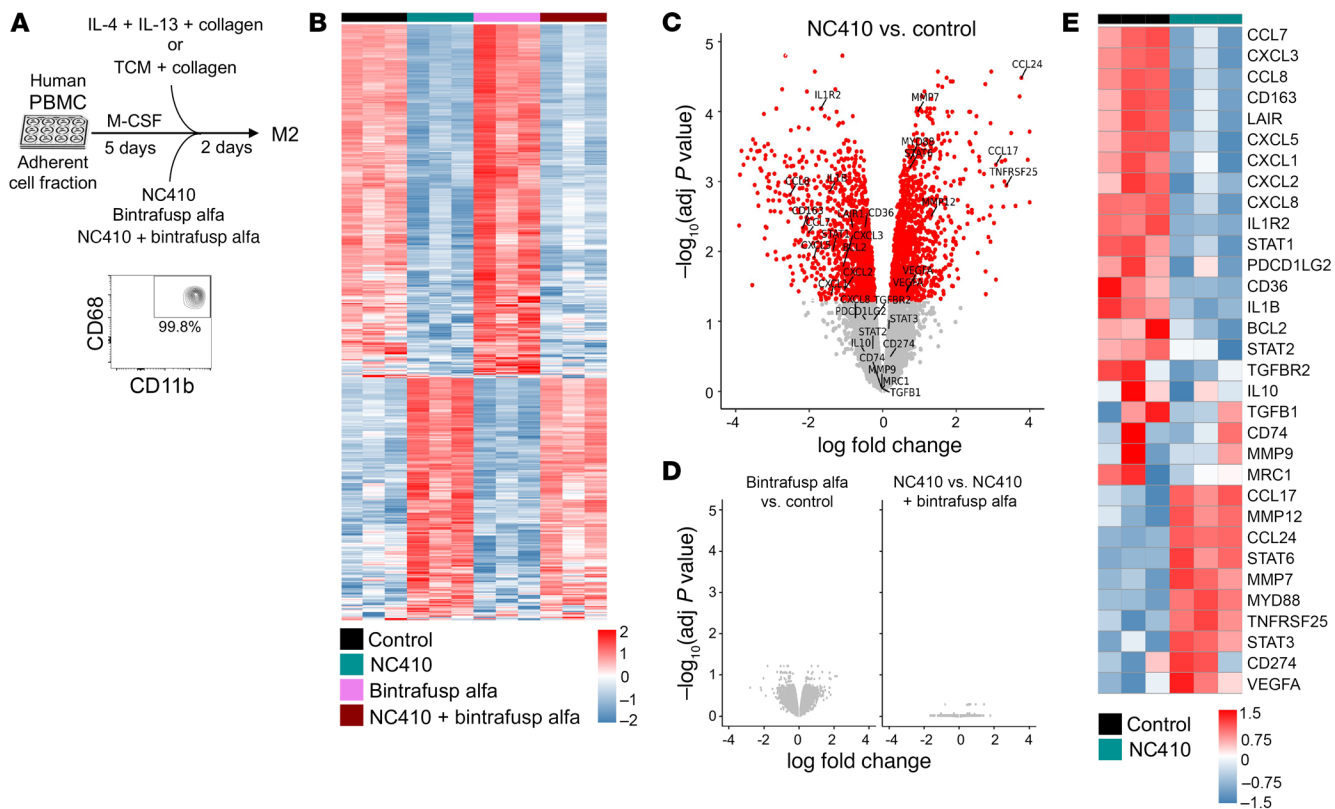 A
IL-4 + IL-13 + collagen
or
TCM + collagen
Human
PBMC
M-CSF
5 days
2 days
M2
Adherent
cell fraction
NC410
Bintrafusp alfa
NC410 + bintrafusp alfa
CD68
99.8%
CD11b
B
Control
NC410
Bintrafusp alfa
NC410 + bintrafusp alfa
2
1
0
−1
−2
C
NC410 vs. control
−log10(adj P value)
5
4
3
2
1
0
-4
-2
0
2
4
log fold change
CCL24
IL1R2
MMP7
MYD88
STAT6
CCL17
TNFRSF25
CCL8
IL1B
MMP12
CD163
CCL7
LAIR1
CD36
STAT1
CXCL3
CXCL5
BCL2
CXCL2
CXCL1
VEGFA
VEGFA
CXCL8
TGFBR2
PDCD1LG2
STAT3
STAT2
IL10
CD274
CD74
MMP9
MRC1
TGFB1
D
Bintrafusp alfa
vs. control
NC410 vs. NC410
+ bintrafusp alfa
−log10(adj P value)
5
4
3
2
1
0
-4
-2
0
2
4
-4
-2
0
2
4
log fold change
E
CCL7
CXCL3
CCL8
CD163
LAIR
CXCL5
CXCL1
CXCL2
CXCL8
IL1R2
STAT1
PDCD1LG2
CD36
IL1B
BCL2
STAT2
TGFBR2
IL10
TGFB1
CD74
MMP9
MRC1
CCL17
MMP12
CCL24
STAT6
MMP7
MYD88
TNFRSF25
STAT3
CD274
VEGFA
Control
NC410
1.5
0.75
0
−0.75
−1.5